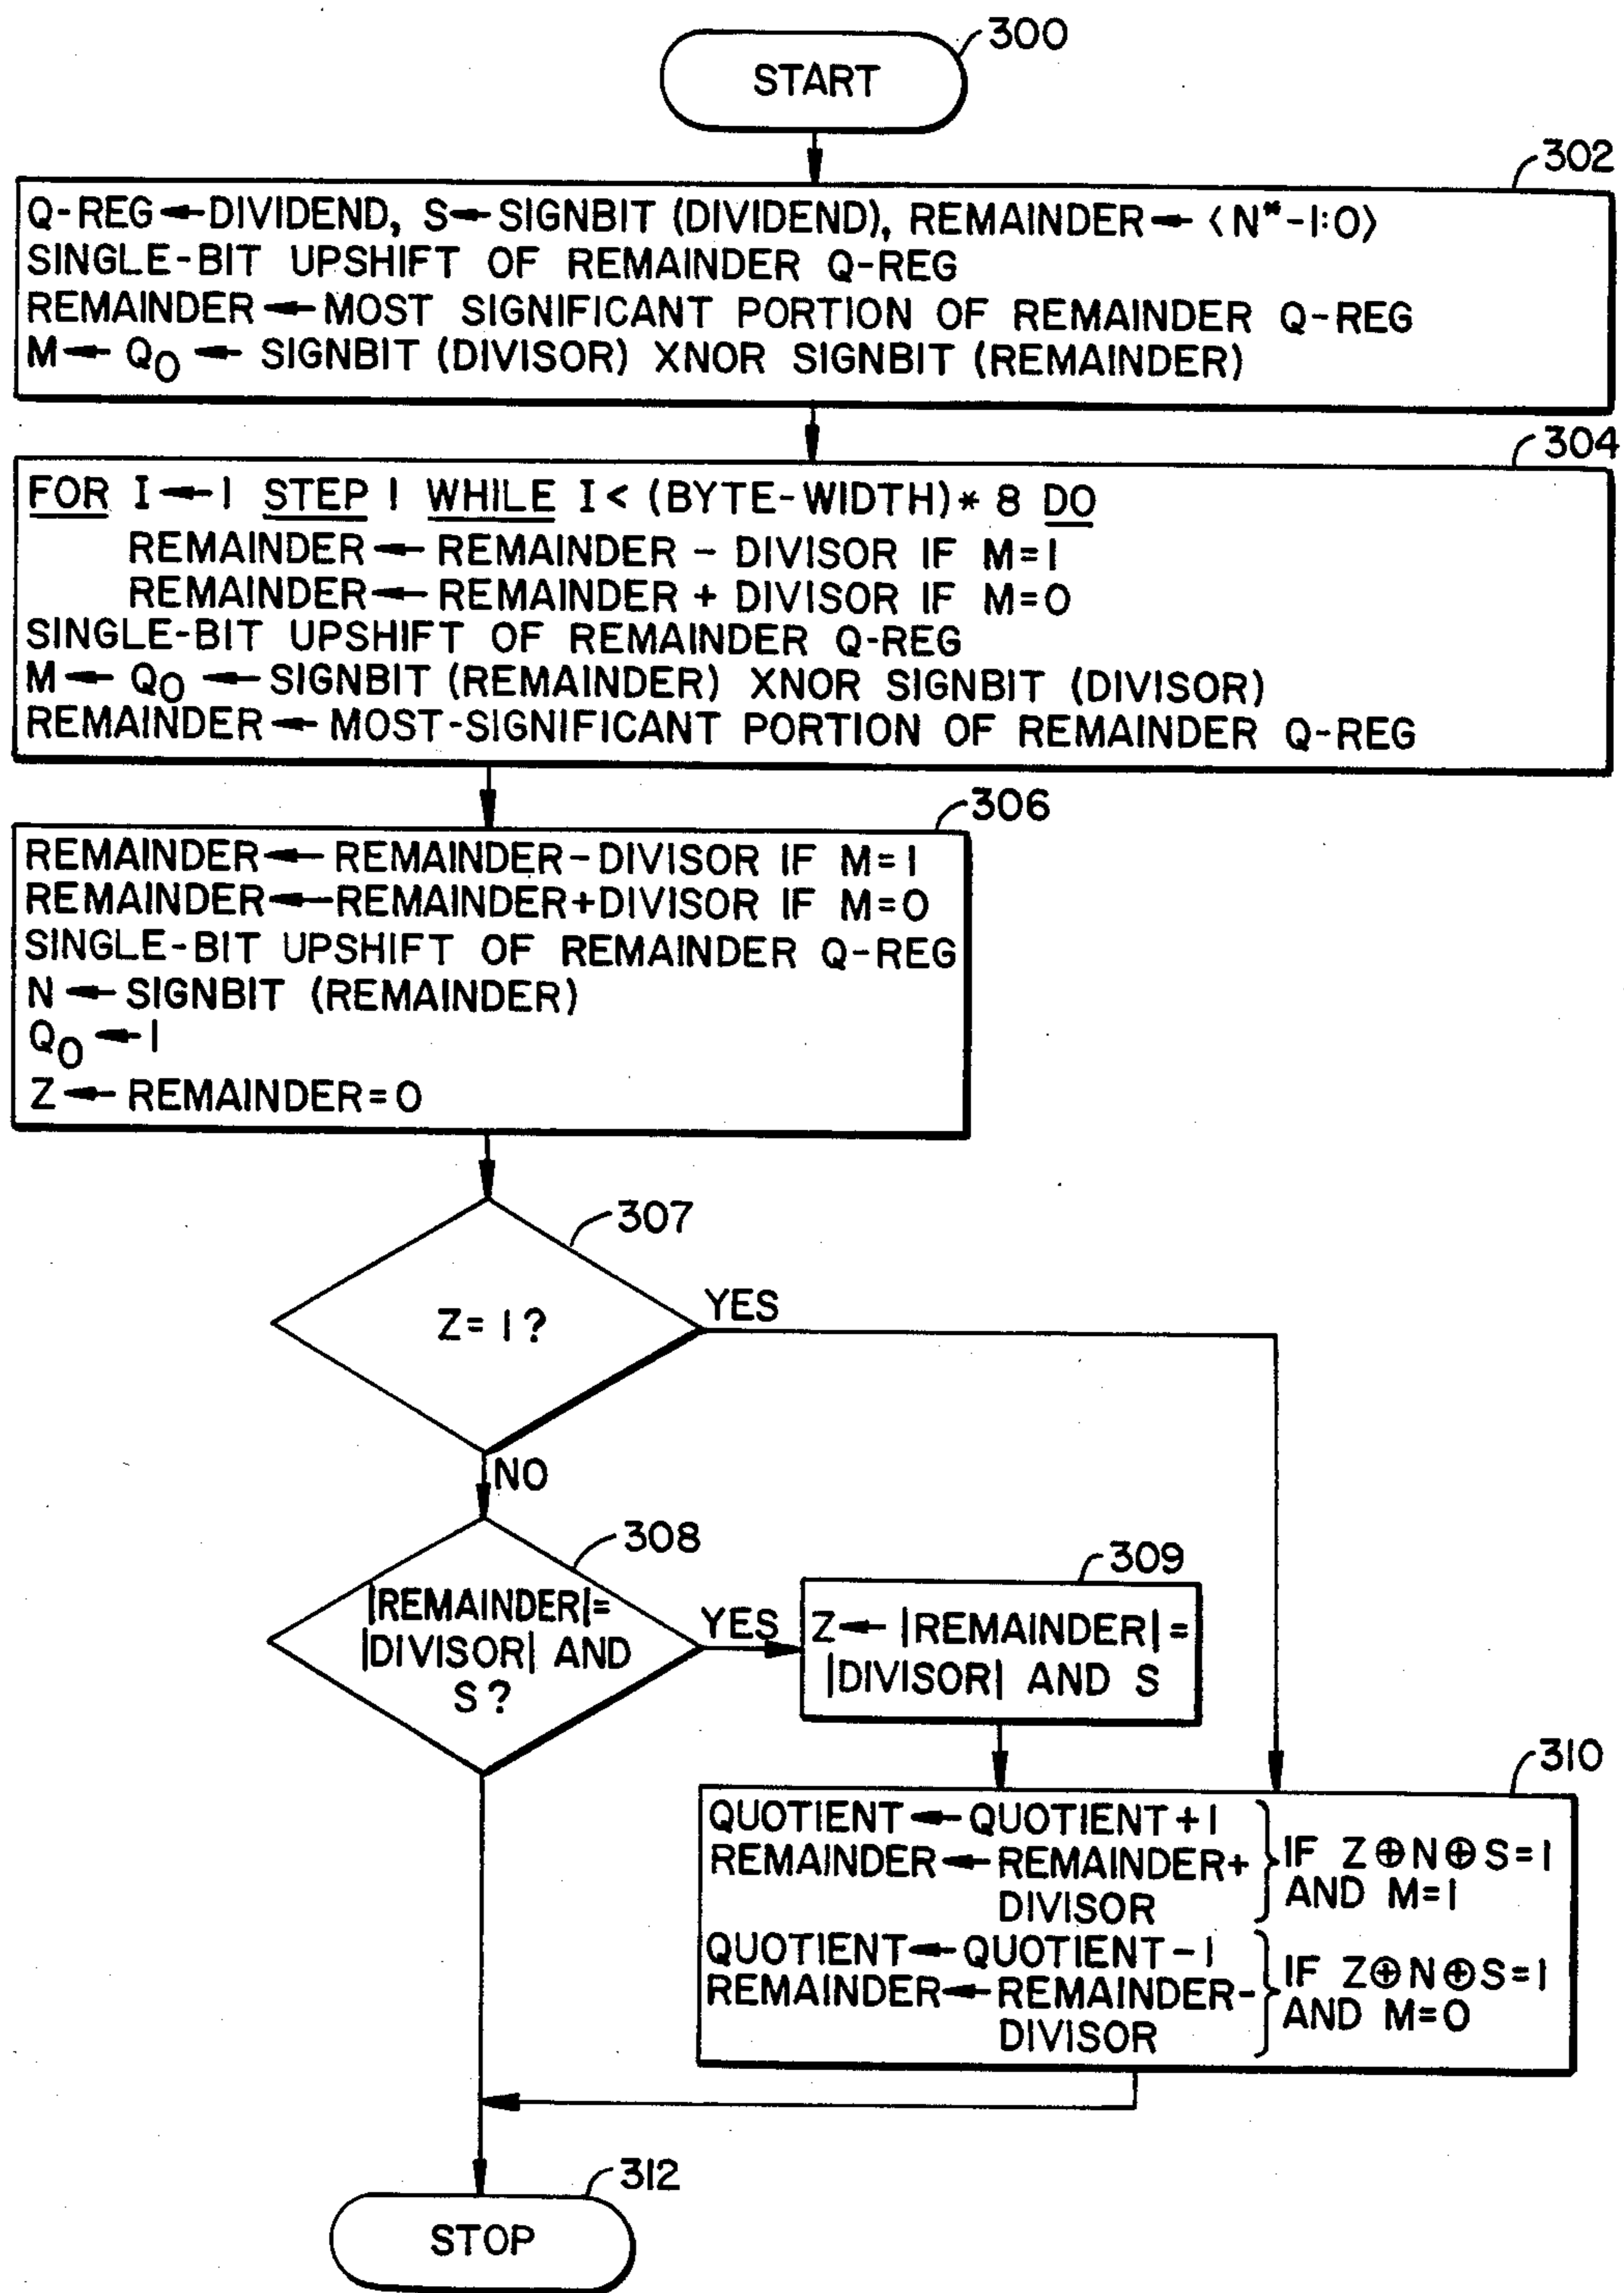 300
START
302
Q-REG←DIVIDEND, S←SIGNBIT (DIVIDEND), REMAINDER←⟨N*-1:0⟩
SINGLE-BIT UPSHIFT OF REMAINDER Q-REG
REMAINDER←MOST SIGNIFICANT PORTION OF REMAINDER Q-REG
M← Q0 ← SIGNBIT (DIVISOR) XNOR SIGNBIT (REMAINDER)
304
FOR I←1 STEP 1 WHILE I< (BYTE-WIDTH)* 8 DO
REMAINDER← REMAINDER - DIVISOR IF M=1
REMAINDER← REMAINDER + DIVISOR IF M=0
SINGLE-BIT UPSHIFT OF REMAINDER Q-REG
M← Q0 ←SIGNBIT (REMAINDER) XNOR SIGNBIT (DIVISOR)
REMAINDER←MOST-SIGNIFICANT PORTION OF REMAINDER Q-REG
306
REMAINDER←REMAINDER-DIVISOR IF M=1
REMAINDER←REMAINDER+DIVISOR IF M=0
SINGLE-BIT UPSHIFT OF REMAINDER Q-REG
N←SIGNBIT (REMAINDER)
Q0←1
Z←REMAINDER=0
307
Z=1?
YES
NO
308
|REMAINDER|=
|DIVISOR| AND
S?
YES
309
Z←|REMAINDER|=
|DIVISOR| AND S
310
QUOTIENT←QUOTIENT+1
REMAINDER←REMAINDER+
DIVISOR
IF Z⊕N⊕S=1
AND M=1
QUOTIENT←QUOTIENT-1
REMAINDER←REMAINDER-
DIVISOR
IF Z⊕N⊕S=1
AND M=0
312
STOP